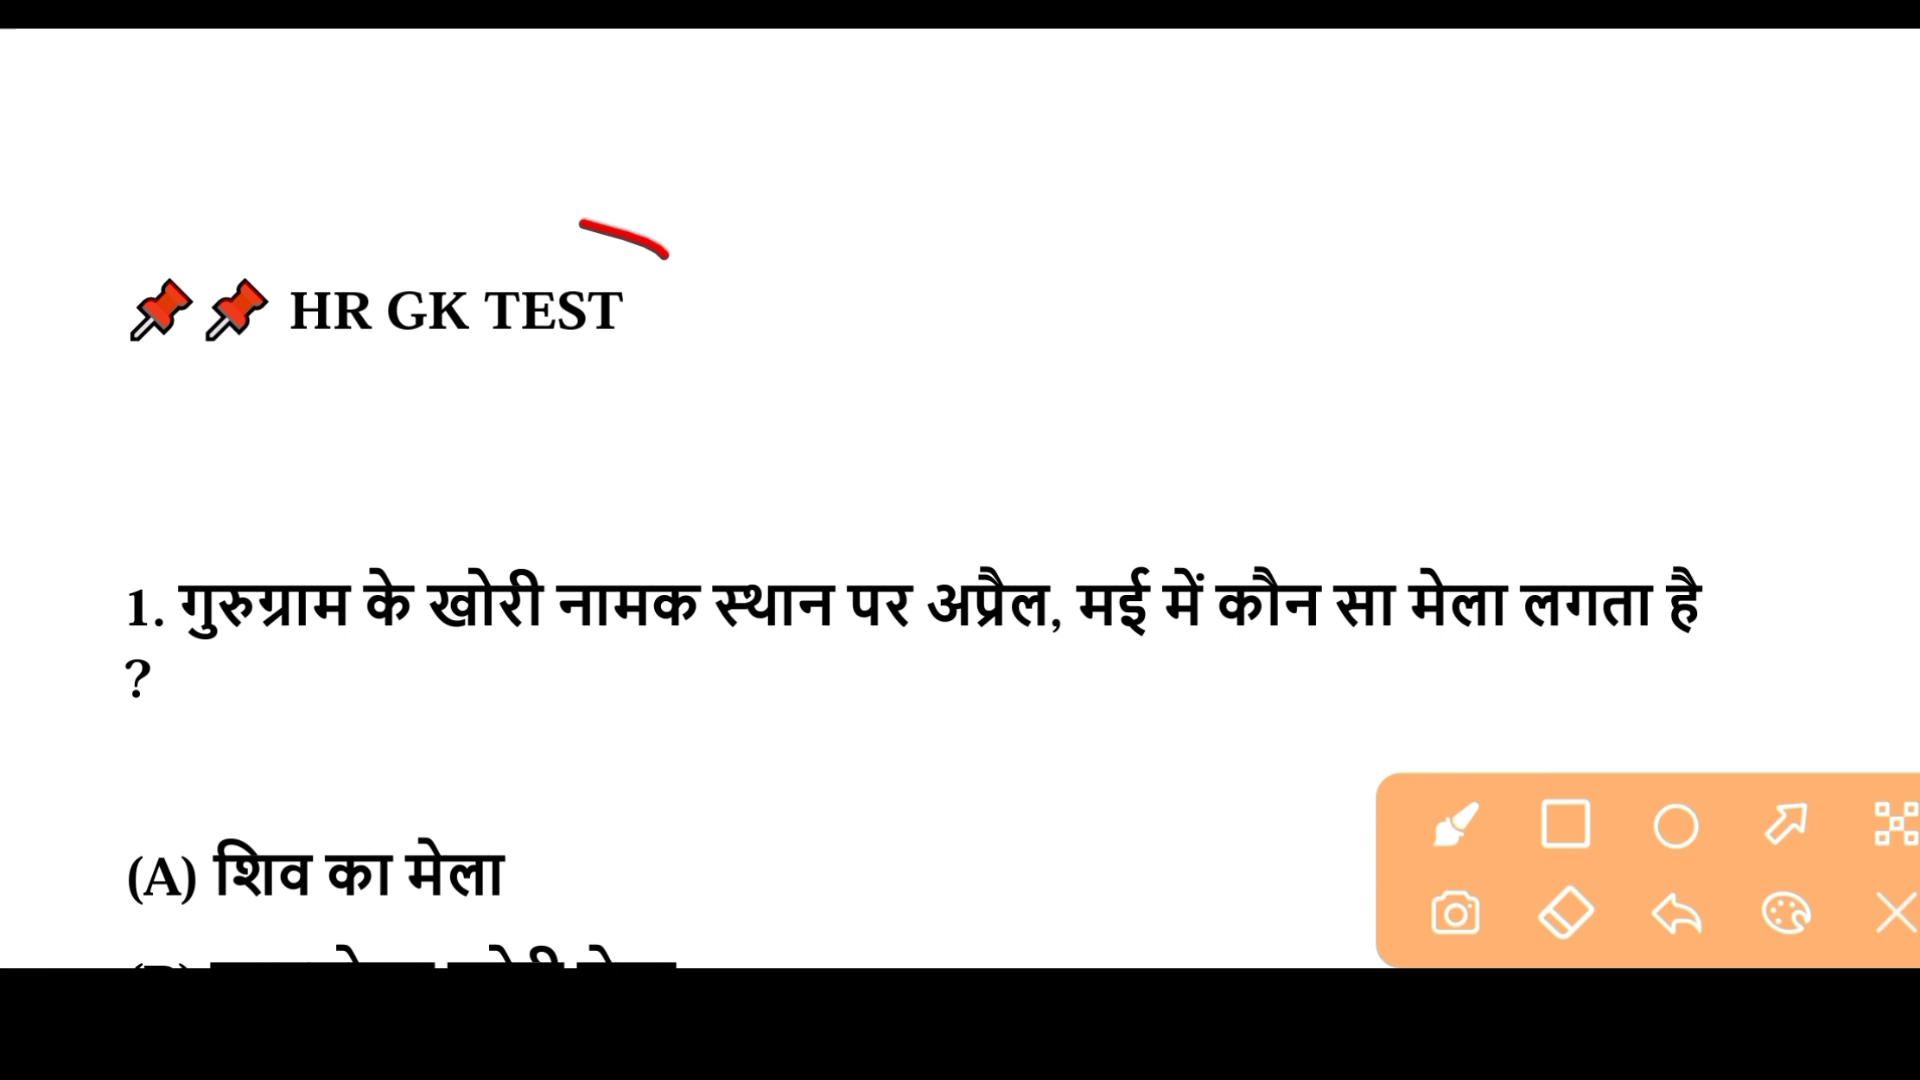 📌📌 HR GK TEST
1. गुरुग्राम के खोरी नामक स्थान पर अप्रैल, मई में कौन सा मेला लगता है
?
(A) शिव का मेला